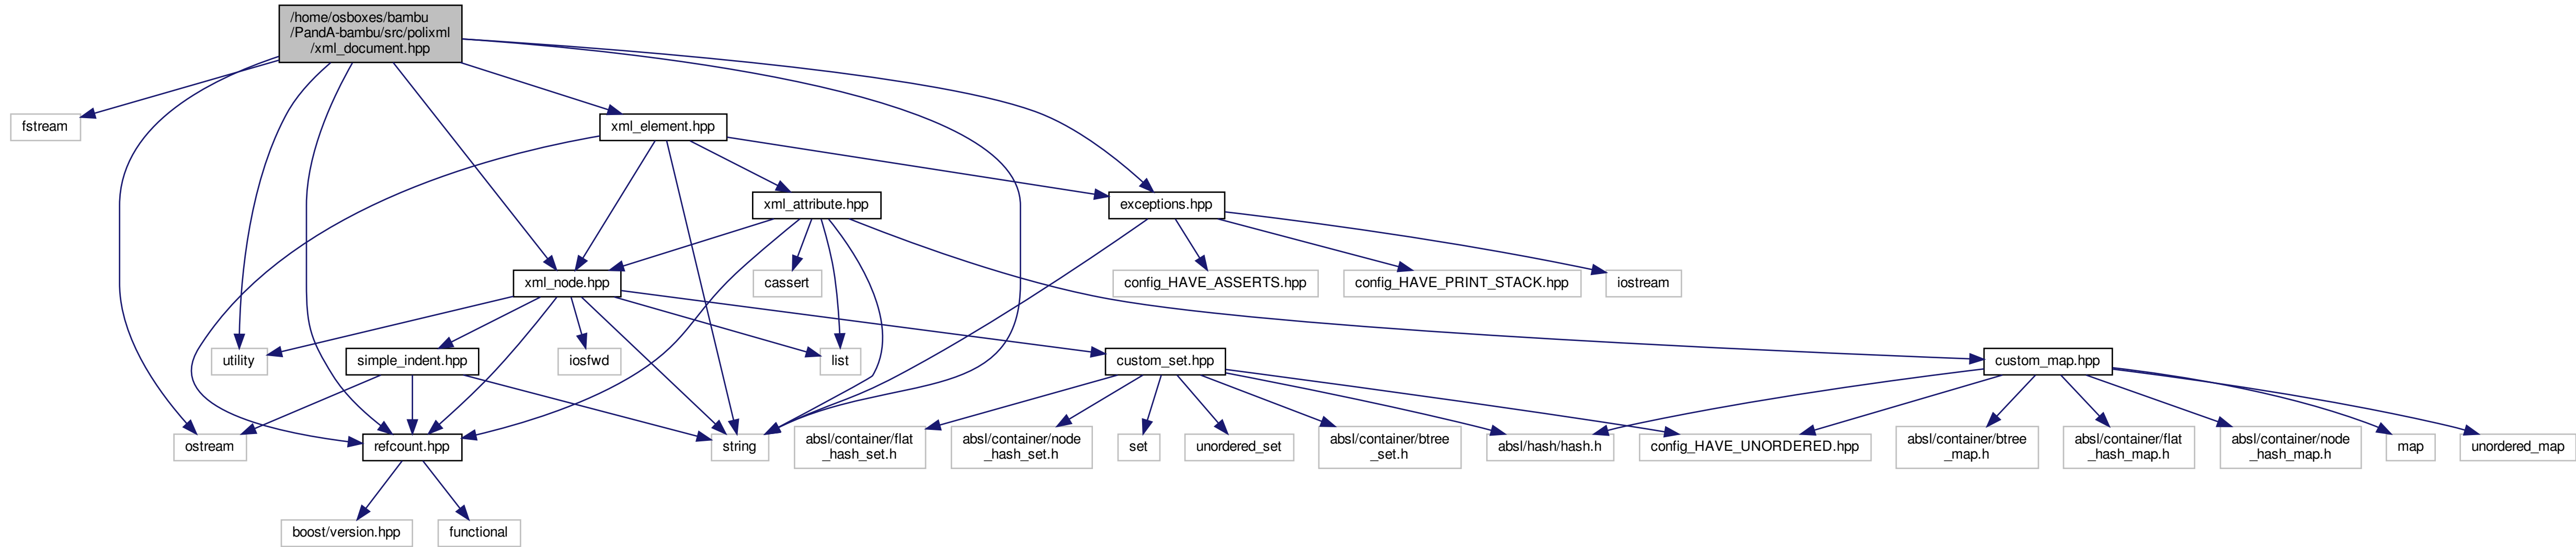 /home/osboxes/bambu
/PandA-bambu/src/polixml
/xml_document.hpp
fstream
xml_element.hpp
xml_attribute.hpp
exceptions.hpp
xml_node.hpp
cassert
config_HAVE_ASSERTS.hpp
config_HAVE_PRINT_STACK.hpp
iostream
utility
simple_indent.hpp
iosfwd
list
custom_set.hpp
custom_map.hpp
ostream
refcount.hpp
string
absl/container/flat
_hash_set.h
absl/container/node
_hash_set.h
set
unordered_set
absl/container/btree
_set.h
absl/hash/hash.h
config_HAVE_UNORDERED.hpp
absl/container/btree
_map.h
absl/container/flat
_hash_map.h
absl/container/node
_hash_map.h
map
unordered_map
boost/version.hpp
functional